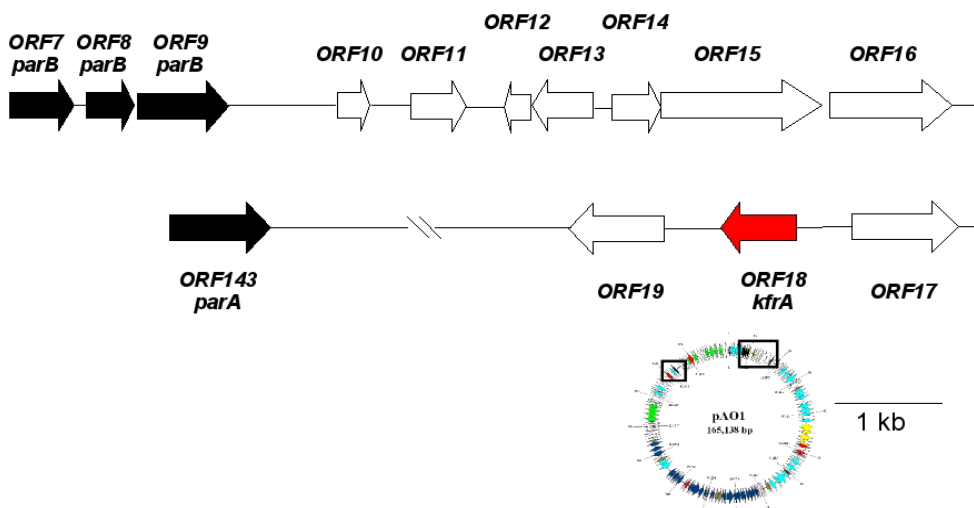 ORF7 ORF8 ORF9 ORF10 ORF11 ORF12 ORF13 ORF14 ORF15 ORF16
parB parB parB
ORF143 ORF19 ORF18 ORF17
parA kfrA
pAO1
165,138 bp
1 kb